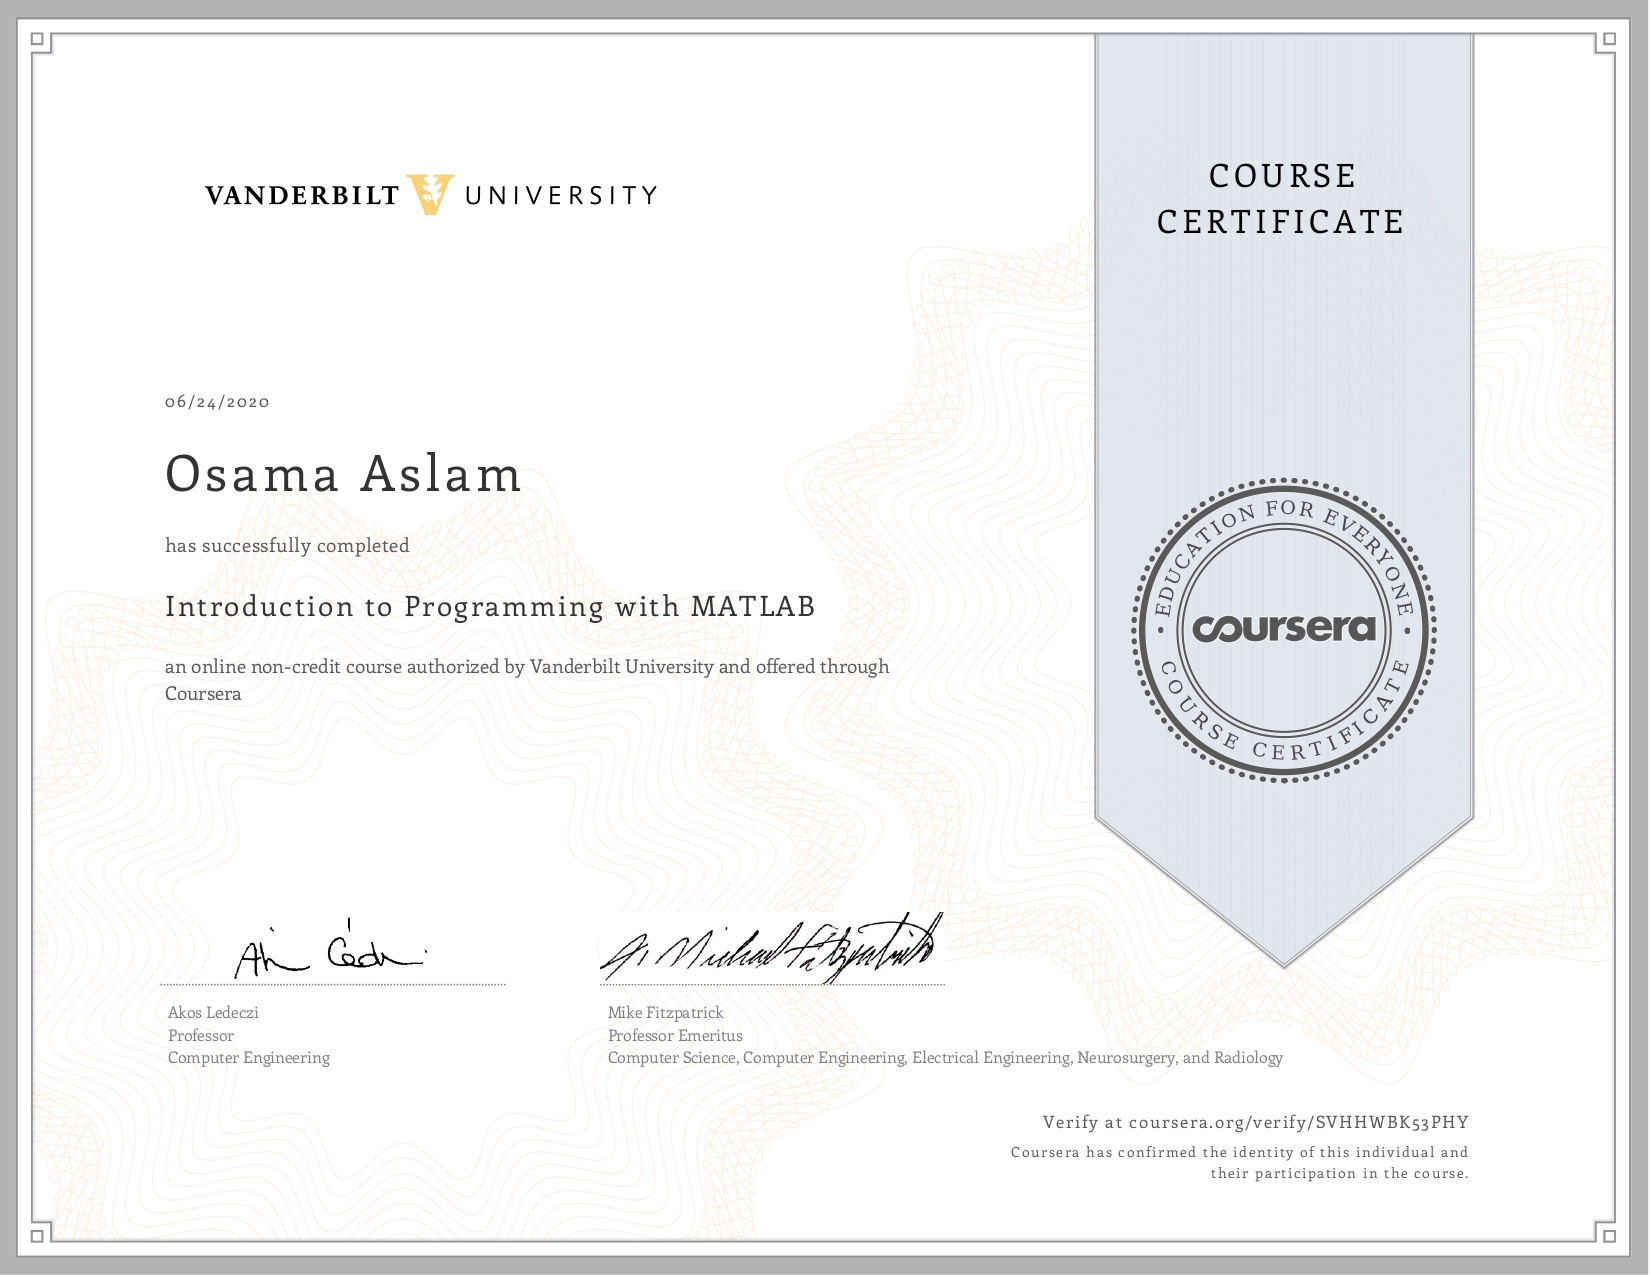 VANDERBILT UNIVERSITY
COURSE
CERTIFICATE
06/24/2020
Osama Aslam
has successfully completed
Introduction to Programming with MATLAB
an online non-credit course authorized by Vanderbilt University and offered through
Coursera
EDUCATION FOR EVERYONE
coursera
COURSE CERTIFICATE
Akos Ledeczi
Professor
Computer Engineering
Mike Fitzpatrick
Professor Emeritus
Computer Science, Computer Engineering, Electrical Engineering, Neurosurgery, and Radiology
Verify at coursera.org/verify/SVHHWBK53PHY
Coursera has confirmed the identity of this individual and
their participation in the course.